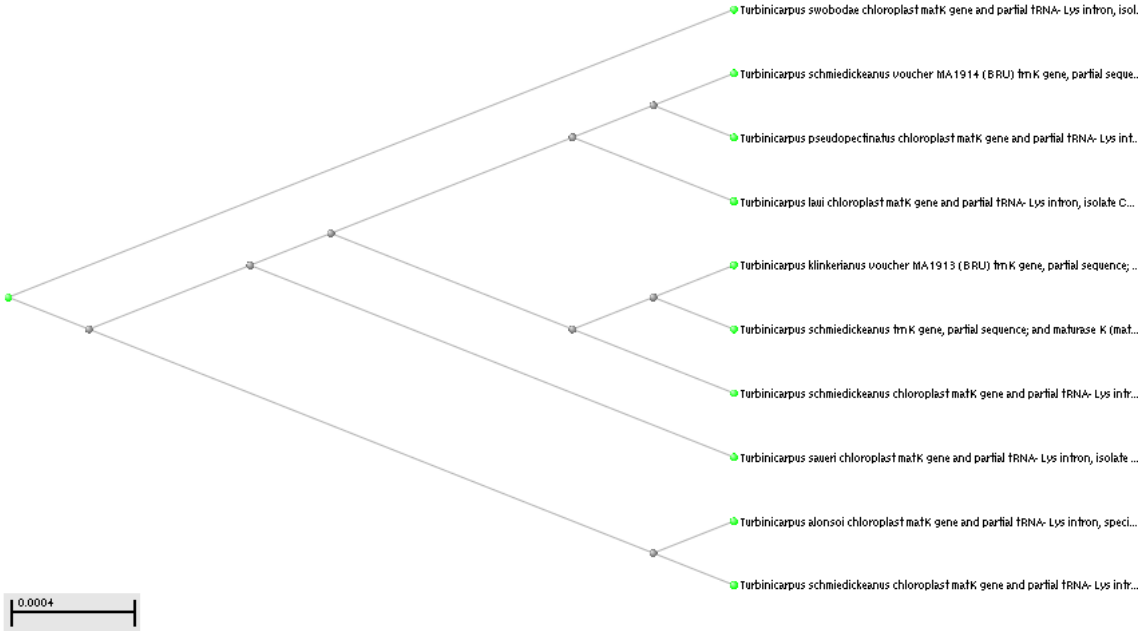 Turbinicarpus swobodae chloroplast matK gene and partial tRNA- Lys intron, isol...
Turbinicarpus schmiedickeanus voucher MA1914 (BRU) trnK gene, partial seque...
Turbinicarpus pseudopectinatus chloroplast matK gene and partial tRNA- Lys int...
Turbinicarpus laui chloroplast matK gene and partial tRNA- Lys intron, isolate C...
Turbinicarpus klinkerianus voucher MA1913 (BRU) trnK gene, partial sequence; ...
Turbinicarpus schmiedickeanus trnK gene, partial sequence; and maturase K (mat...
Turbinicarpus schmiedickeanus chloroplast matK gene and partial tRNA- Lys intr...
Turbinicarpus saueri chloroplast matK gene and partial tRNA- Lys intron, isolate ...
Turbinicarpus alonsoi chloroplast matK gene and partial tRNA- Lys intron, speci...
Turbinicarpus schmiedickeanus chloroplast matK gene and partial tRNA- Lys intr...
0.0004